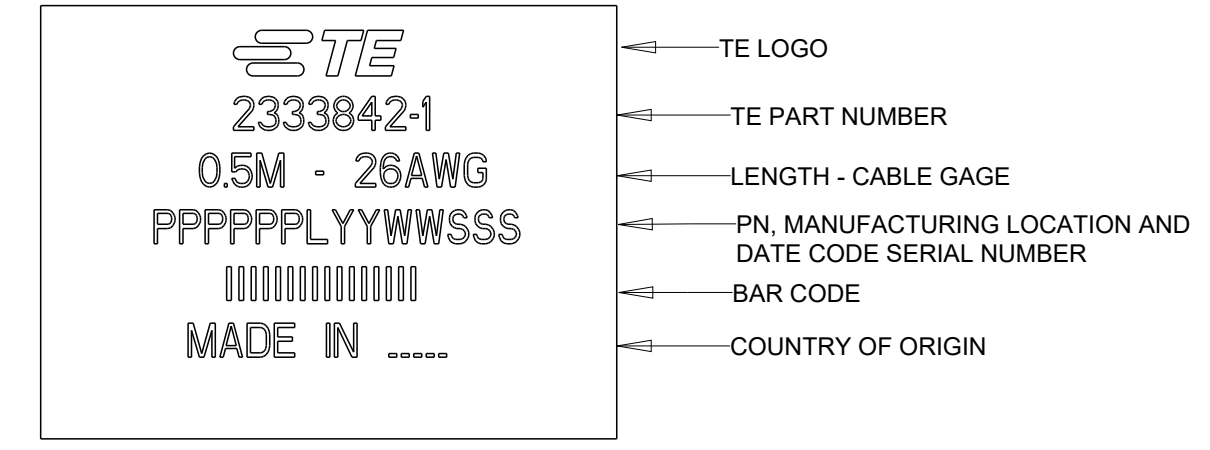 TE
TE LOGO
2333842-1
TE PART NUMBER
0.5M - 26AWG
LENGTH - CABLE GAGE
PPPPPPLYYWWSSS
PN, MANUFACTURING LOCATION AND
DATE CODE SERIAL NUMBER
BAR CODE
MADE IN _____
COUNTRY OF ORIGIN